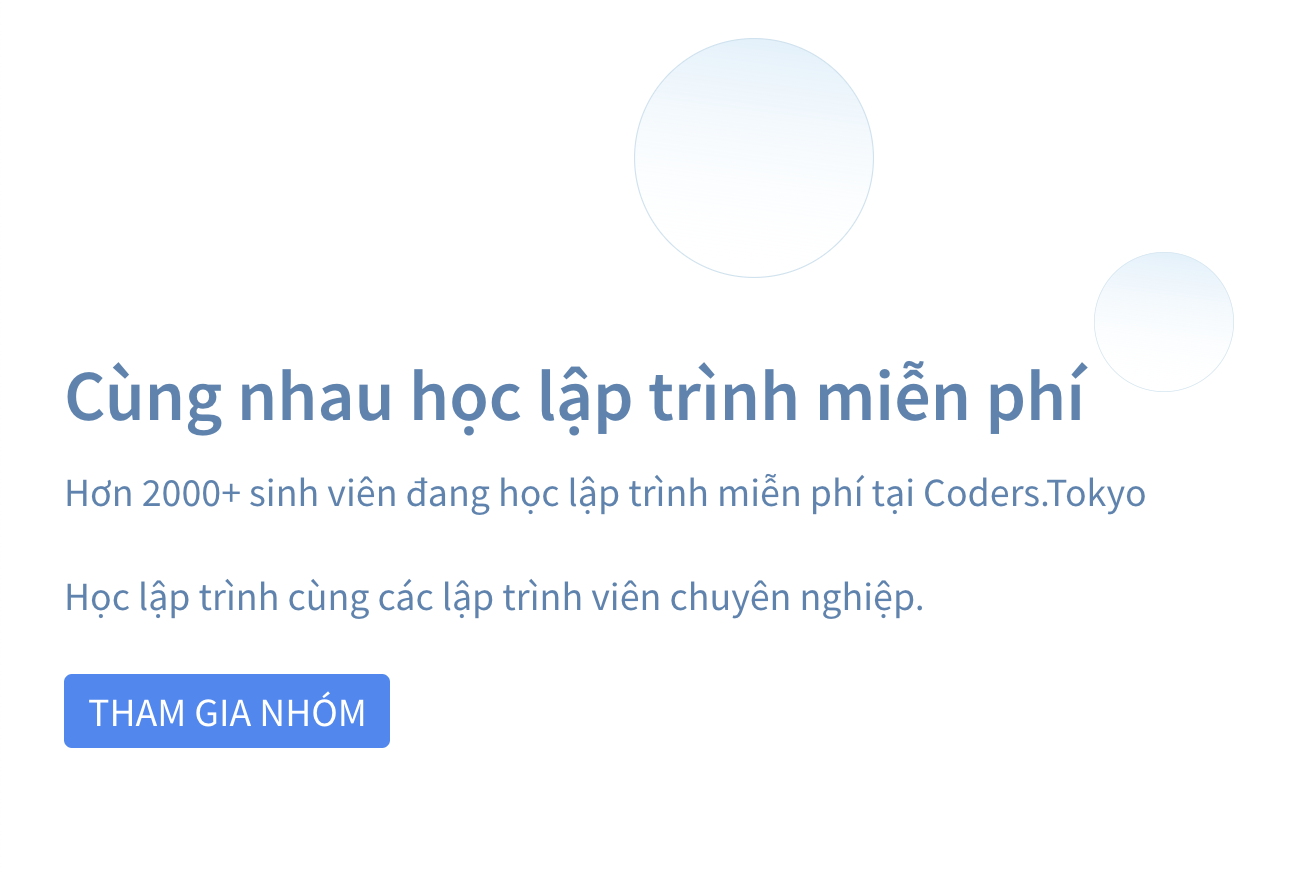 Cùng nhau học lập trình miễn phí
Hơn 2000+ sinh viên đang học lập trình miễn phí tại Coders.Tokyo
Học lập trình cùng các lập trình viên chuyên nghiệp.
THAM GIA NHÓM